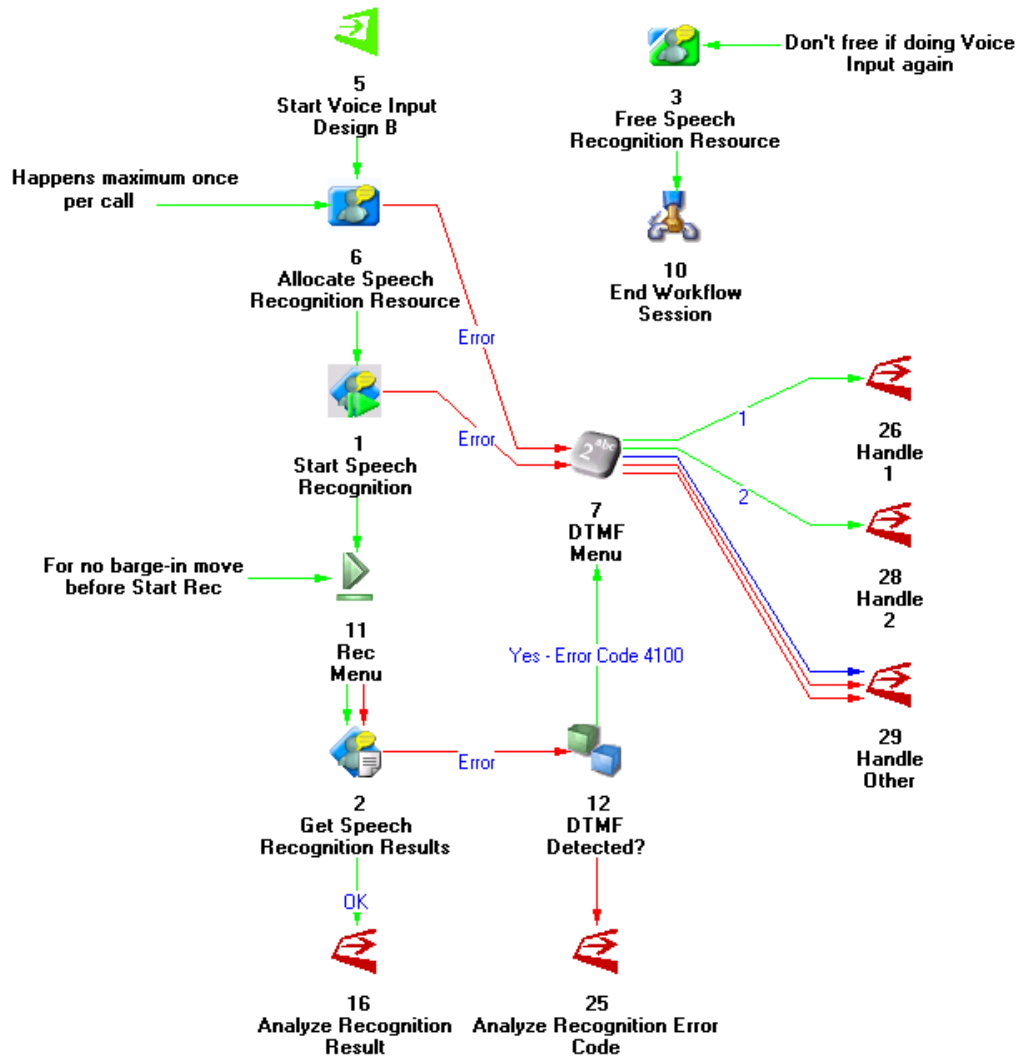 5
Start Voice Input
Design B
Don't free if doing Voice
Input again
3
Free Speech
Recognition Resource
Happens maximum once
per call
6
Allocate Speech
Recognition Resource
10
End Workflow
Session
Error
1
Start Speech
Recognition
Error
2 abc
7
DTMF
Menu
1
26
Handle
1
2
28
Handle
2
For no barge-in move
before Start Rec
11
Rec
Menu
Yes - Error Code 4100
29
Handle
Other
2
Get Speech
Recognition Results
Error
12
DTMF
Detected?
OK
16
Analyze Recognition
Result
25
Analyze Recognition Error
Code